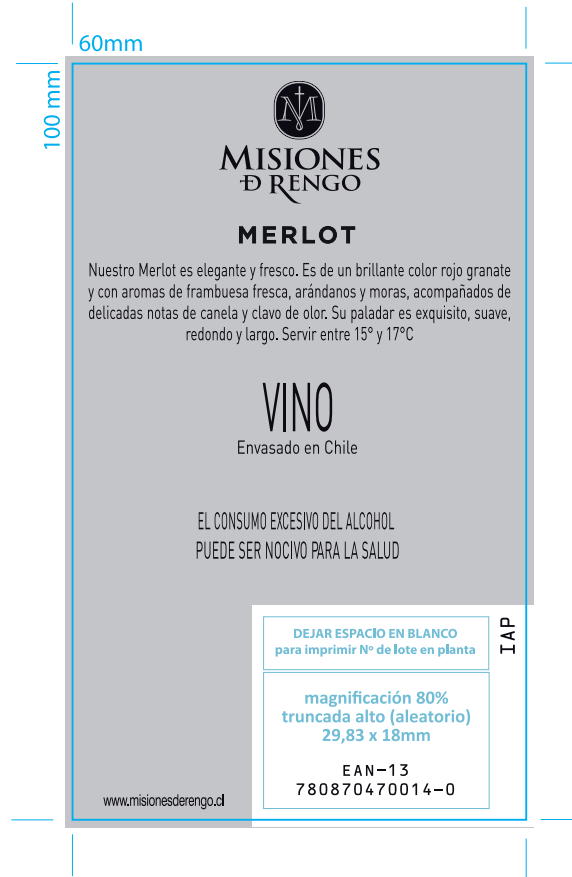 60mm
100 mm
M
MISIONES
D RENGO
MERLOT
Nuestro Merlot es elegante y fresco. Es de un brillante color rojo granate
y con aromas de frambuesa fresca, arándanos y moras, acompañados de
delicadas notas de canela y clavo de olor. Su paladar es exquisito, suave,
redondo y largo. Servir entre 15° y 17°C
VINO
Envasado en Chile
EL CONSUMO EXCESIVO DEL ALCOHOL
PUEDE SER NOCIVO PARA LA SALUD
IAP
DEJAR ESPACIO EN BLANCO
para imprimir Nº de lote en planta
magnificación 80%
truncada alto (aleatorio)
29,83 x 18mm
EAN-13
780870470014-0
www.misionesderengo.cl